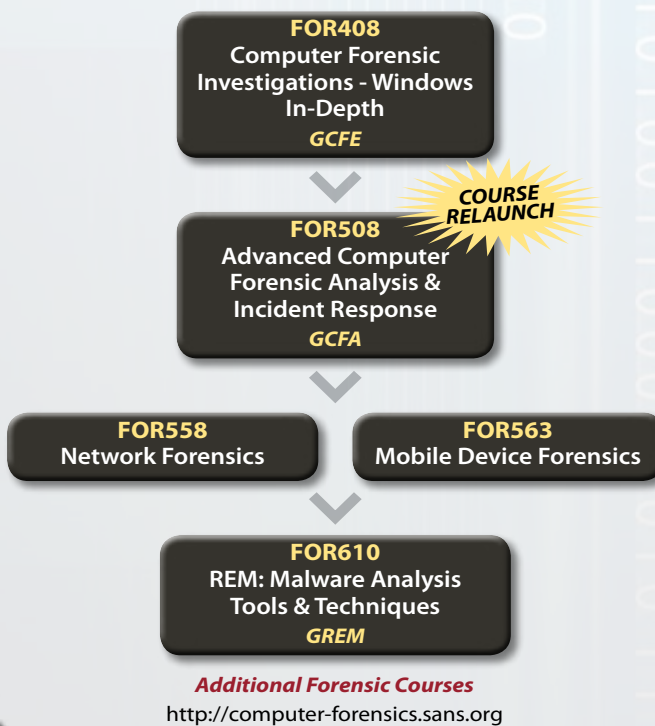 FOR408
Computer Forensic
Investigations - Windows
In-Depth
GCFE
COURSE
RELAUNCH
FOR508
Advanced Computer
Forensic Analysis &
Incident Response
GCFA
FOR558
Network Forensics
FOR563
Mobile Device Forensics
FOR610
REM: Malware Analysis
Tools & Techniques
GREM
Additional Forensic Courses
http://computer-forensics.sans.org